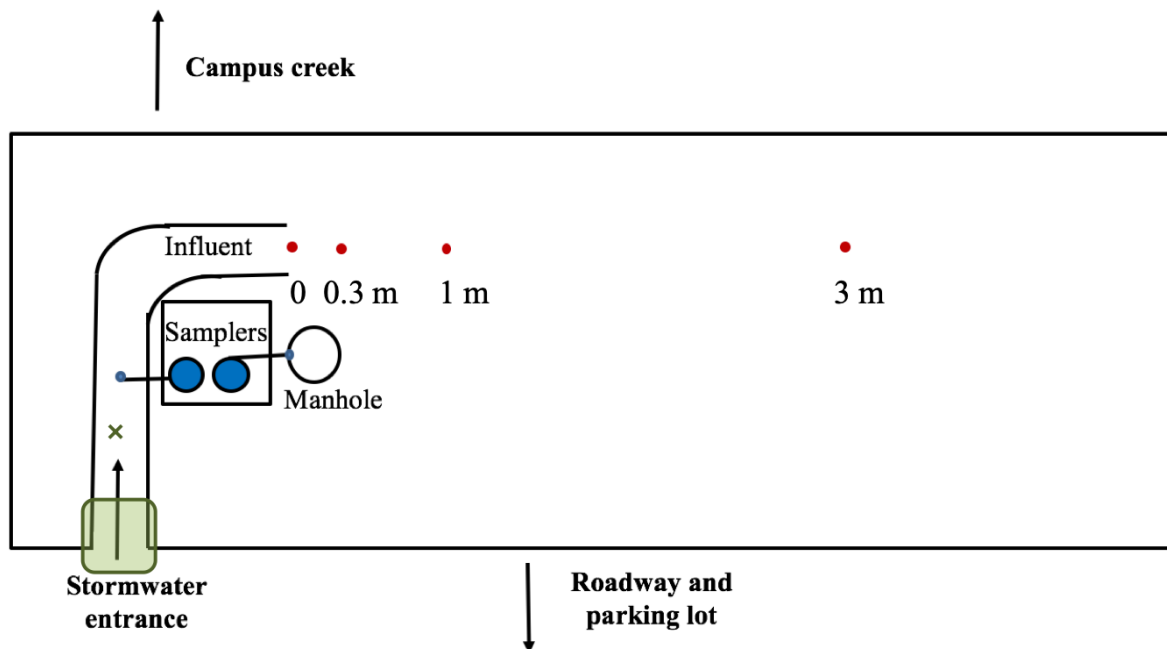 Campus creek
Influent
0 0.3 m 1 m 3 m
Samplers
Manhole
Stormwater
entrance
Roadway and
parking lot